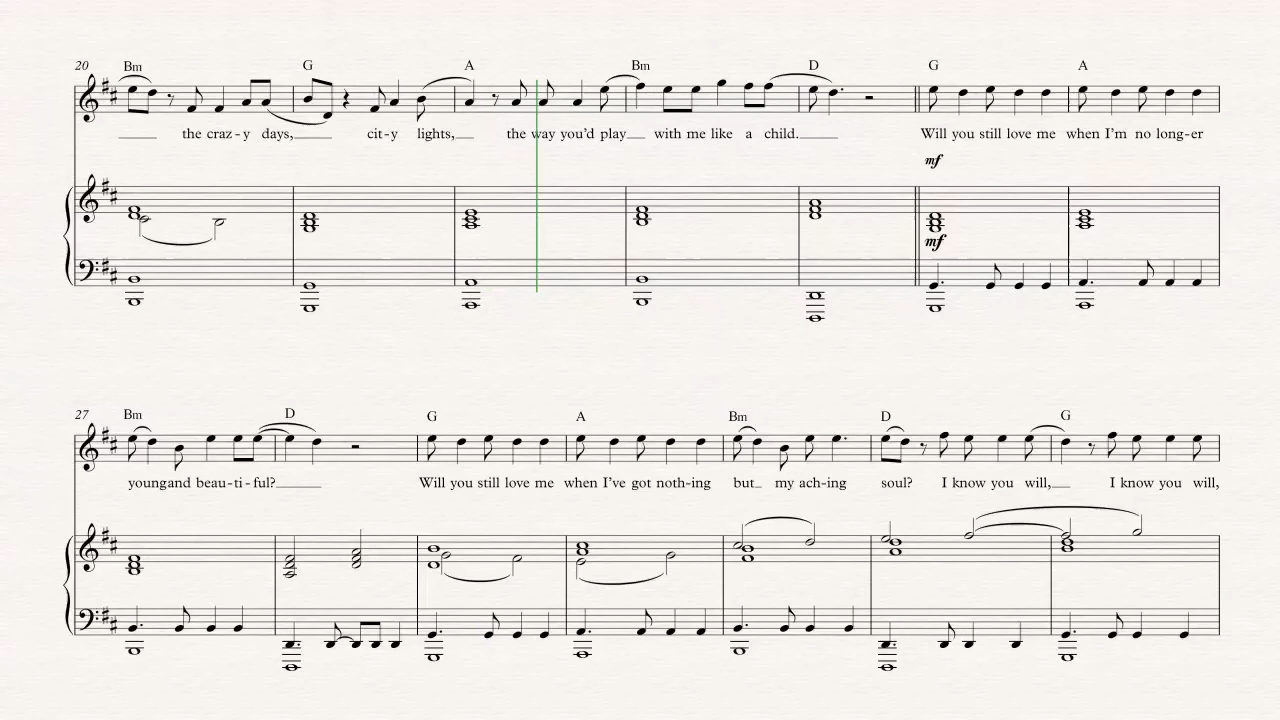 20 Bm G A Bm D G A
the craz-y days, cit-y lights, the way you'd play with me like a child. Will you still love me when I'm no long-er
mf
mf
27 Bm D G A Bm D G
young and beau-ti-ful? Will you still love me when I've got noth-ing but my ach-ing soul? I know you will, I know you will,